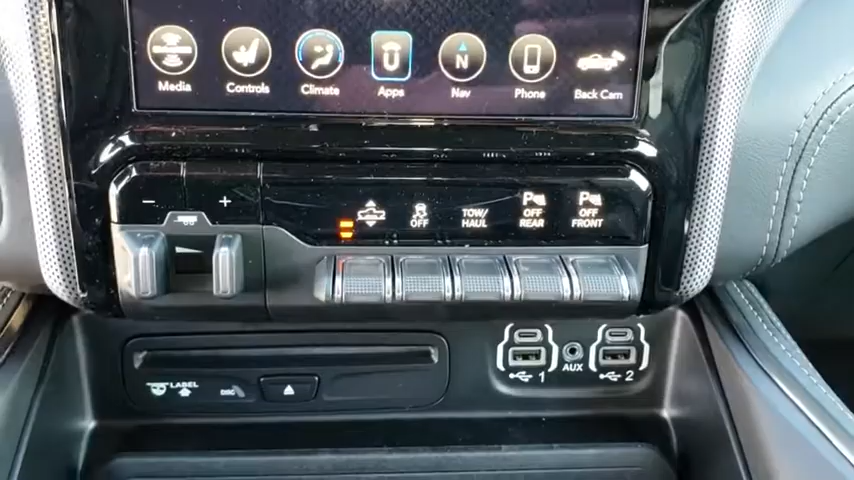 Media Controls Climate Apps Nav Phone Back Cam
N
− +
OFF TOW/ HAUL OFF REAR OFF FRONT
LABEL DISC
1 AUX 2